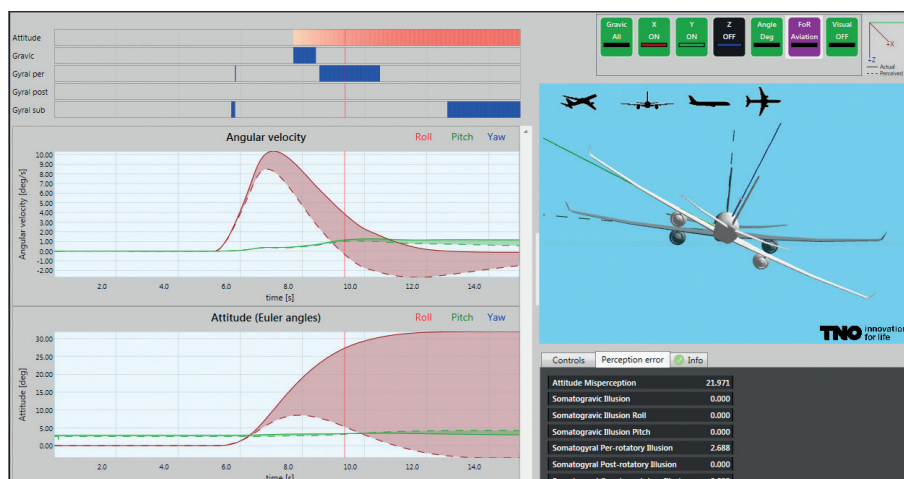 Attitude
Gravic
Gyral per
Gyral post
Gyral sub
Gravic
All
X
ON
Y
ON
Z
OFF
Angle
Deg
FoR
Aviation
Visual
OFF
X
Z
Actual
Perceived
Angular velocity
Roll Pitch Yaw
Angular velocity [deg/s]
10.00
9.00
8.00
7.00
6.00
5.00
4.00
3.00
2.00
1.00
0.00
-1.00
-2.00
2.0 4.0 6.0 8.0 10.0 12.0 14.0
time [s]
Attitude (Euler angles)
Roll Pitch Yaw
Attitude [deg]
30.00
25.00
20.00
15.00
10.00
5.00
0.00
2.0 4.0 6.0 8.0 10.0 12.0 14.0
time [s]
TNO innovation
for life
Controls Perception error Info
Attitude Misperception 21.971
Somatogravic Illusion 0.000
Somatogravic Illusion Roll 0.000
Somatogravic Illusion Pitch 0.000
Somatogyral Per-rotatory Illusion 2.688
Somatogyral Post-rotatory Illusion 0.000